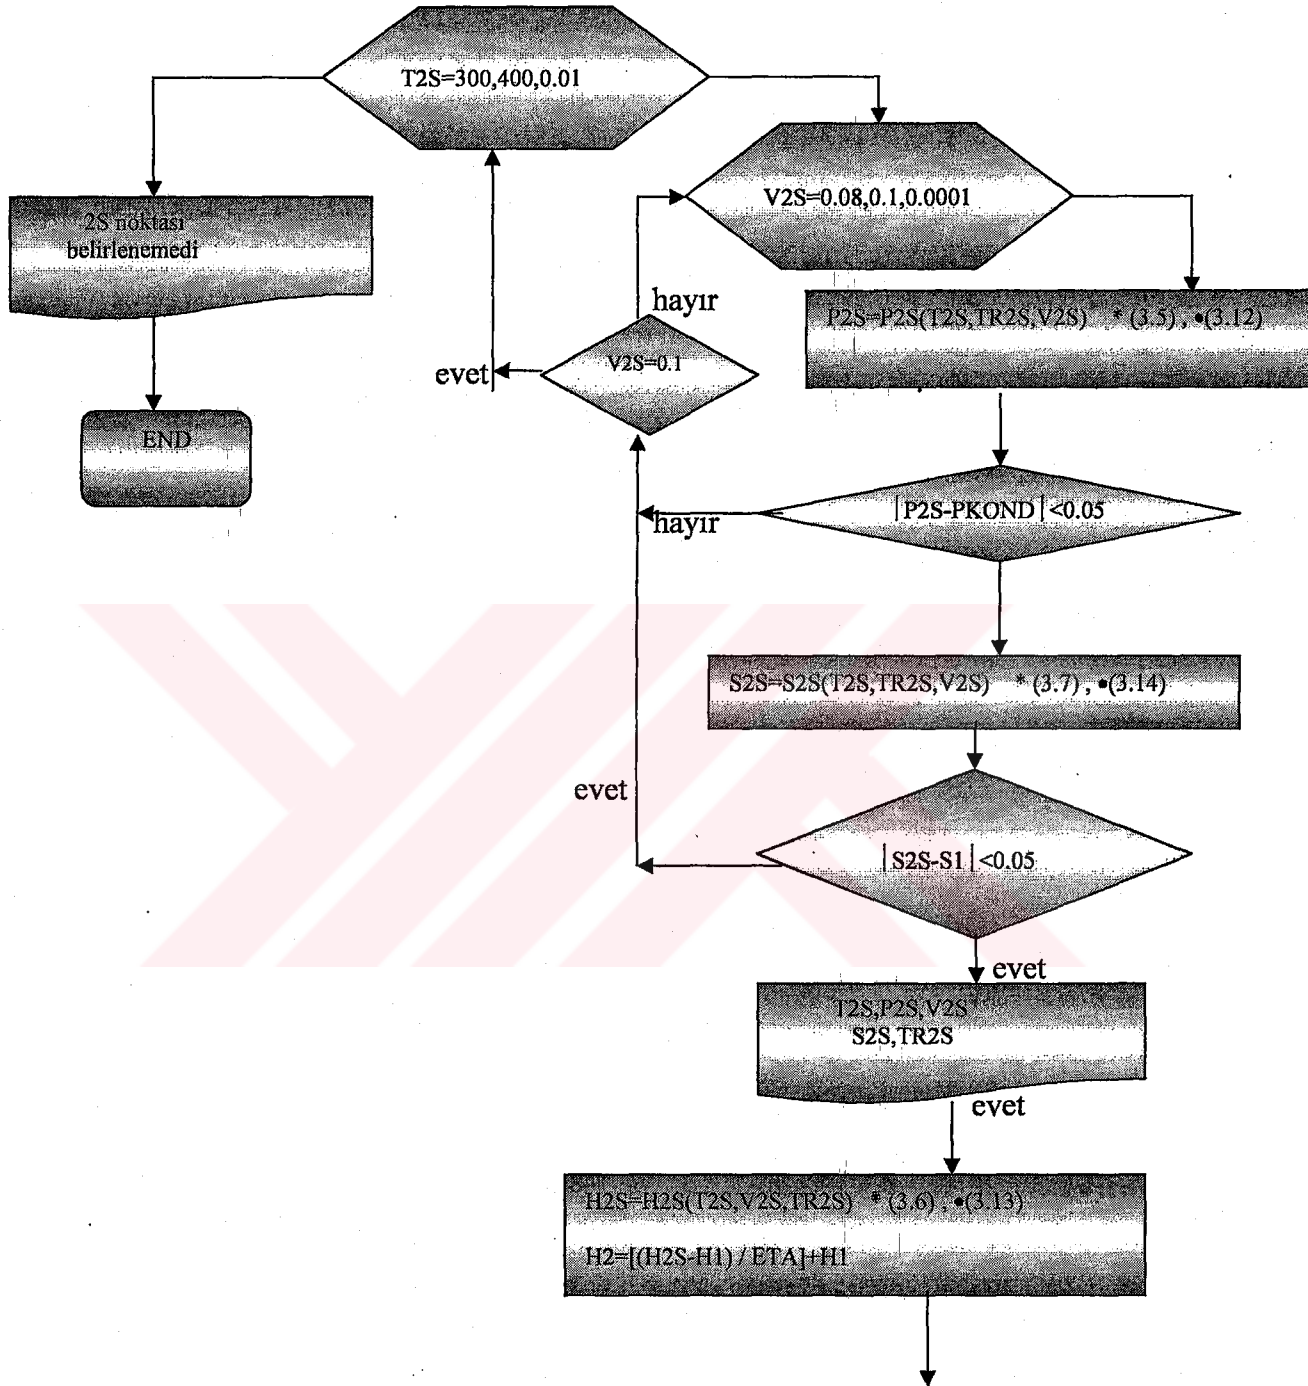 T2S=300,400,0.01
V2S=0.08,0.1,0.0001
2S noktası
belirlenemedi
END
hayır
V2S=0.1
evet
P2S=P2S(T2S,TR2S,V2S) * (3.5) , •(3.12)
|P2S-PKOND| <0.05
hayır
S2S=S2S(T2S,TR2S,V2S) * (3.7) , •(3.14)
evet
|S2S-S1| <0.05
evet
T2S,P2S,V2S
S2S,TR2S
evet
H2S=H2S(T2S,V2S,TR2S) * (3.6) , •(3.13)
H2=[(H2S-H1) / ETA]+H1